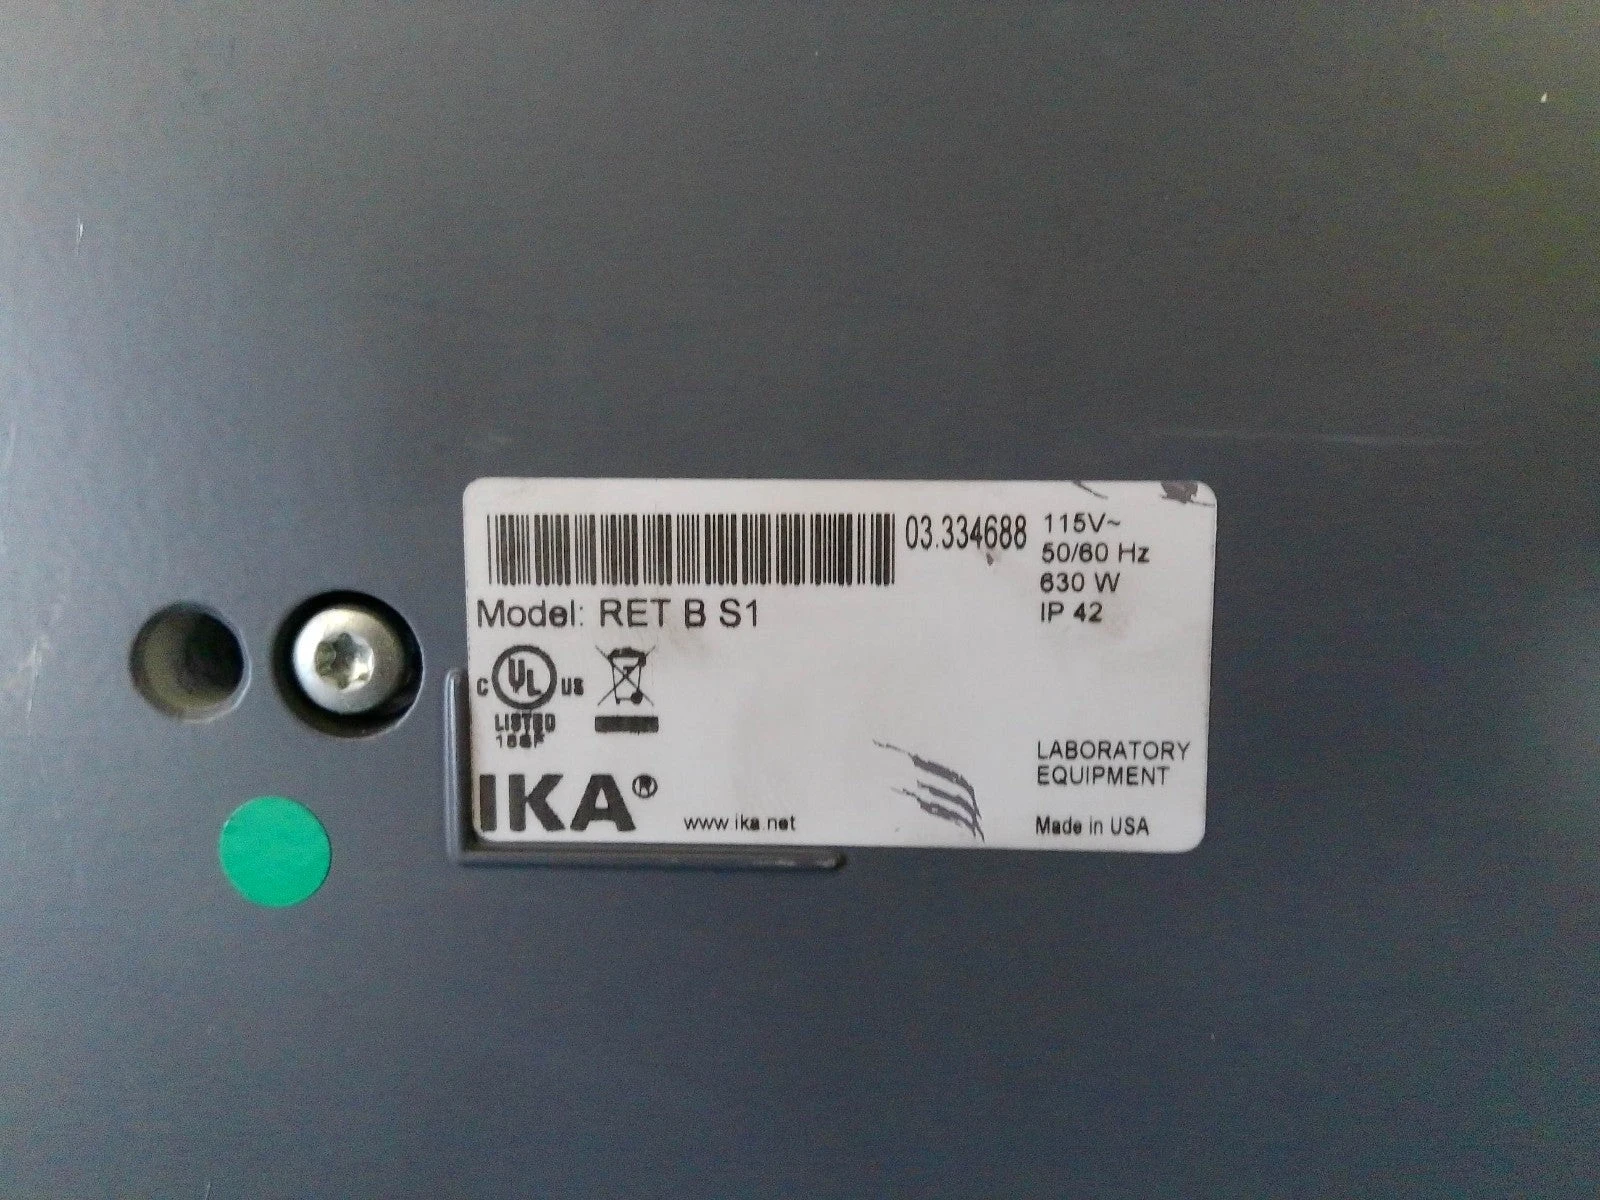 03.334688
115V~
50/60 Hz
630 W
IP 42
Model: RET B S1
C UL US
LISTED
IKA®
www.ika.net
LABORATORY
EQUIPMENT
Made in USA